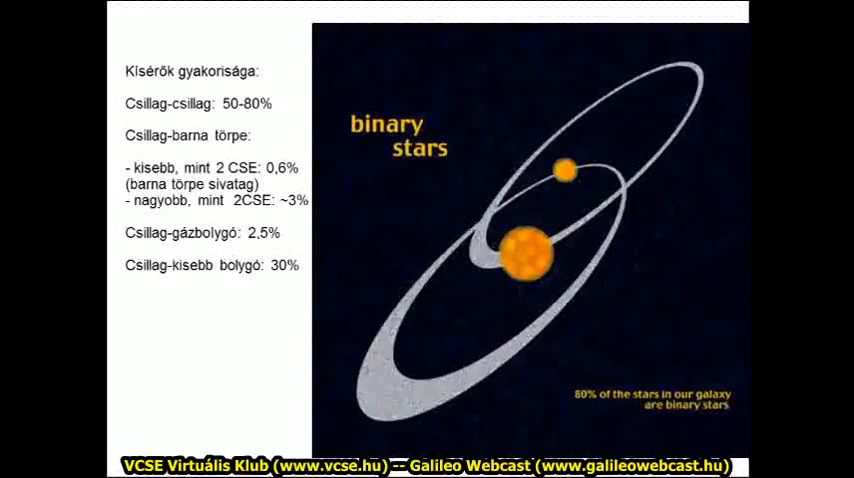 Kísérők gyakorisága:
Csillag-csillag: 50-80%
Csillag-barna törpe:
- kisebb, mint 2 CSE: 0,6%
(barna törpe sivatag)
- nagyobb, mint 2CSE: ~3%
Csillag-gázbolygó: 2,5%
Csillag-kisebb bolygó: 30%
binary
stars
80% of the stars in our galaxy
are binary stars
VCSE Virtuális Klub (www.vcse.hu) -- Galileo Webcast (www.galileowebcast.hu)